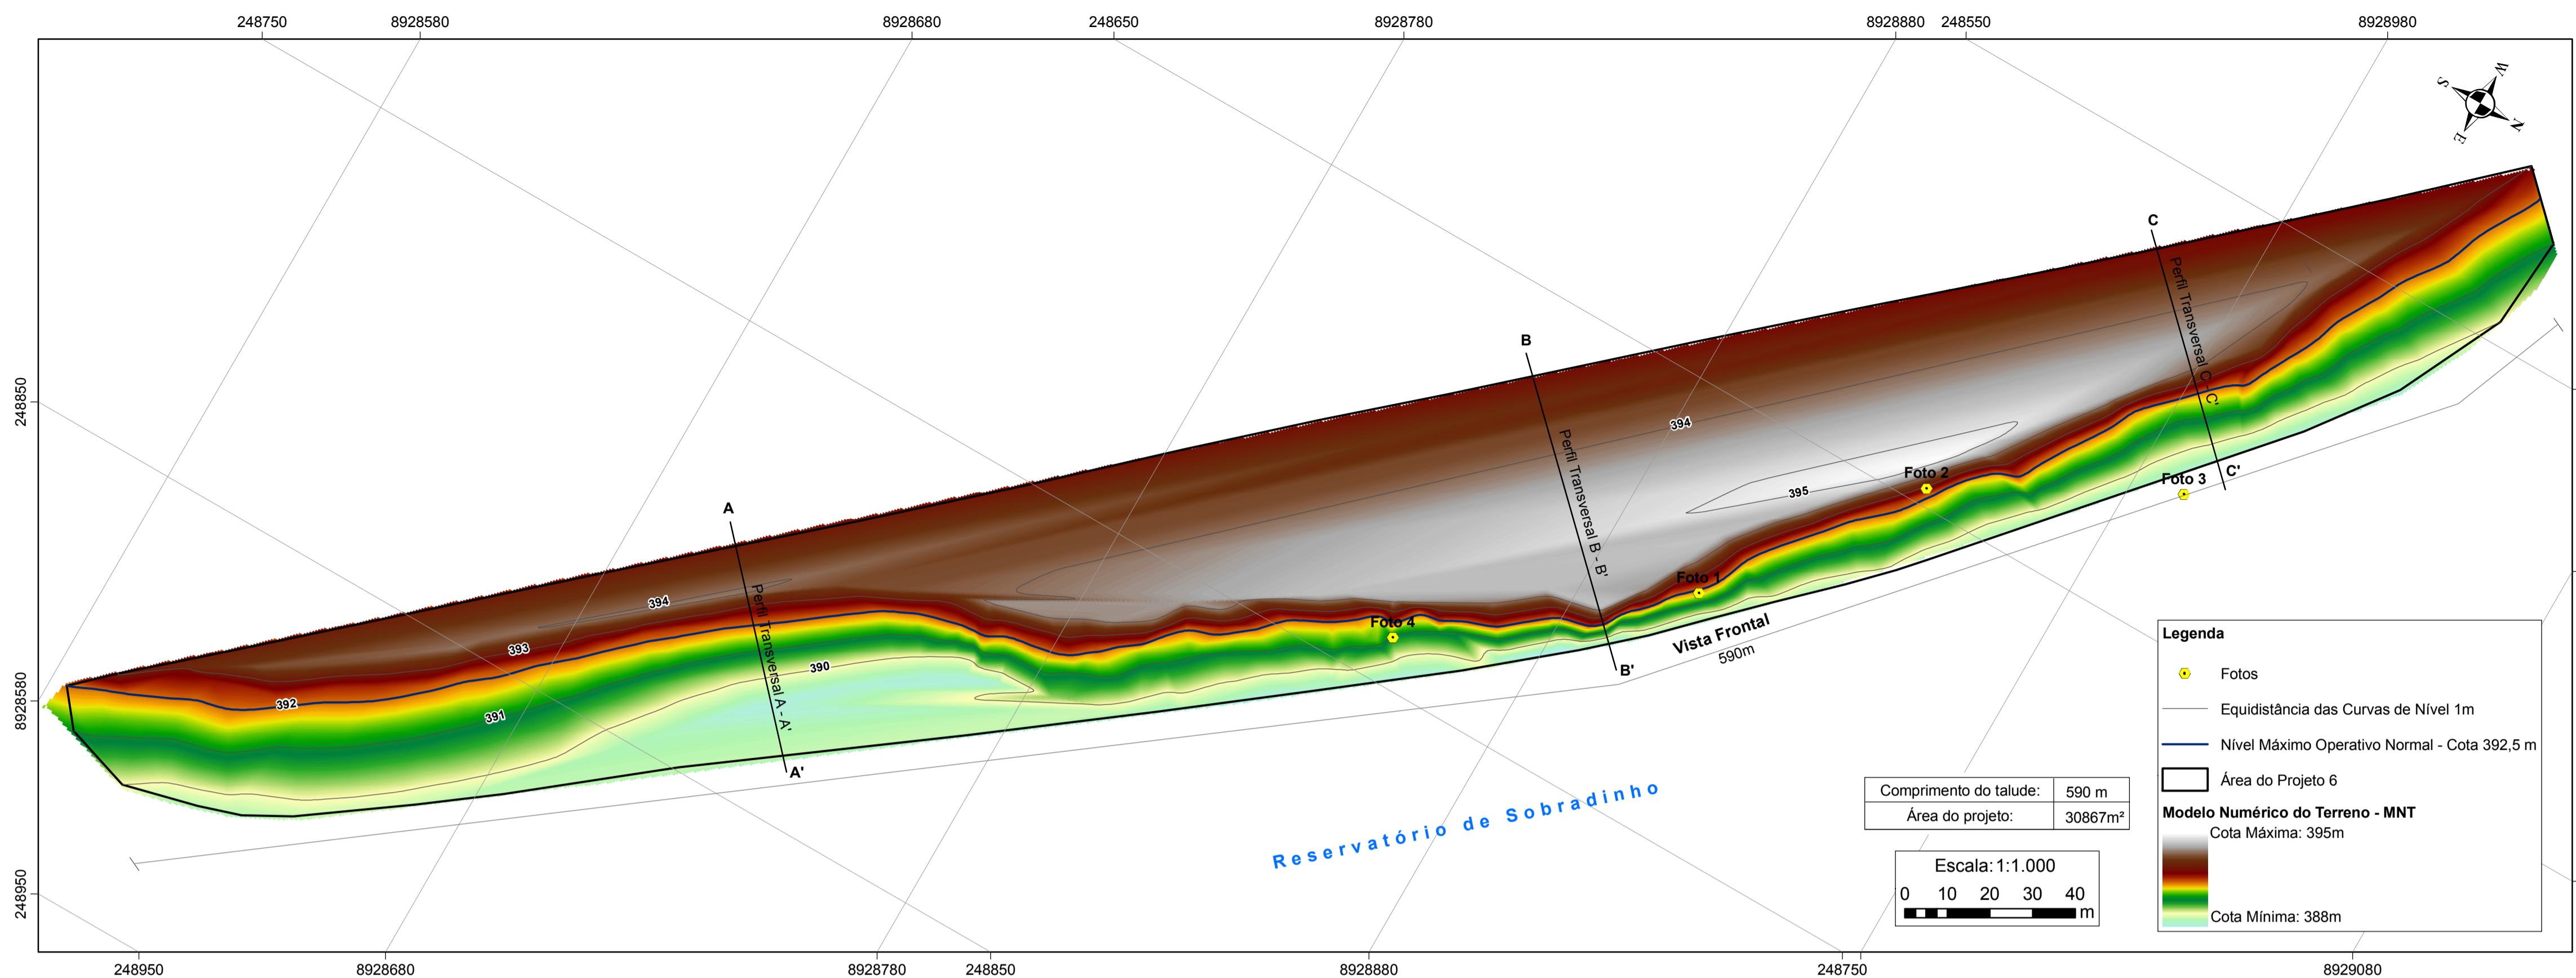 248750
8928580
8928680
248650
8928780
8928880
248550
8928980
W
S
N
E
C
B
A
Perfil Transversal C - C'
Perfil Transversal B - B'
Perfil Transversal A - A'
394
395
394
393
392
391
390
Foto 2
Foto 3
C'
Foto 1
Foto 4
Vista Frontal
590m
B'
A'
Reservatório de Sobradinho
248850
8928580
248950
Comprimento do talude: 590 m
Área do projeto: 30867m²
Escala: 1:1.000
0 10 20 30 40
m
Legenda
Fotos
Equidistância das Curvas de Nível 1m
Nível Máximo Operativo Normal - Cota 392,5 m
Área do Projeto 6
Modelo Numérico do Terreno - MNT
Cota Máxima: 395m
Cota Mínima: 388m
248950
8928680
8928780
248850
8928880
248750
8929080